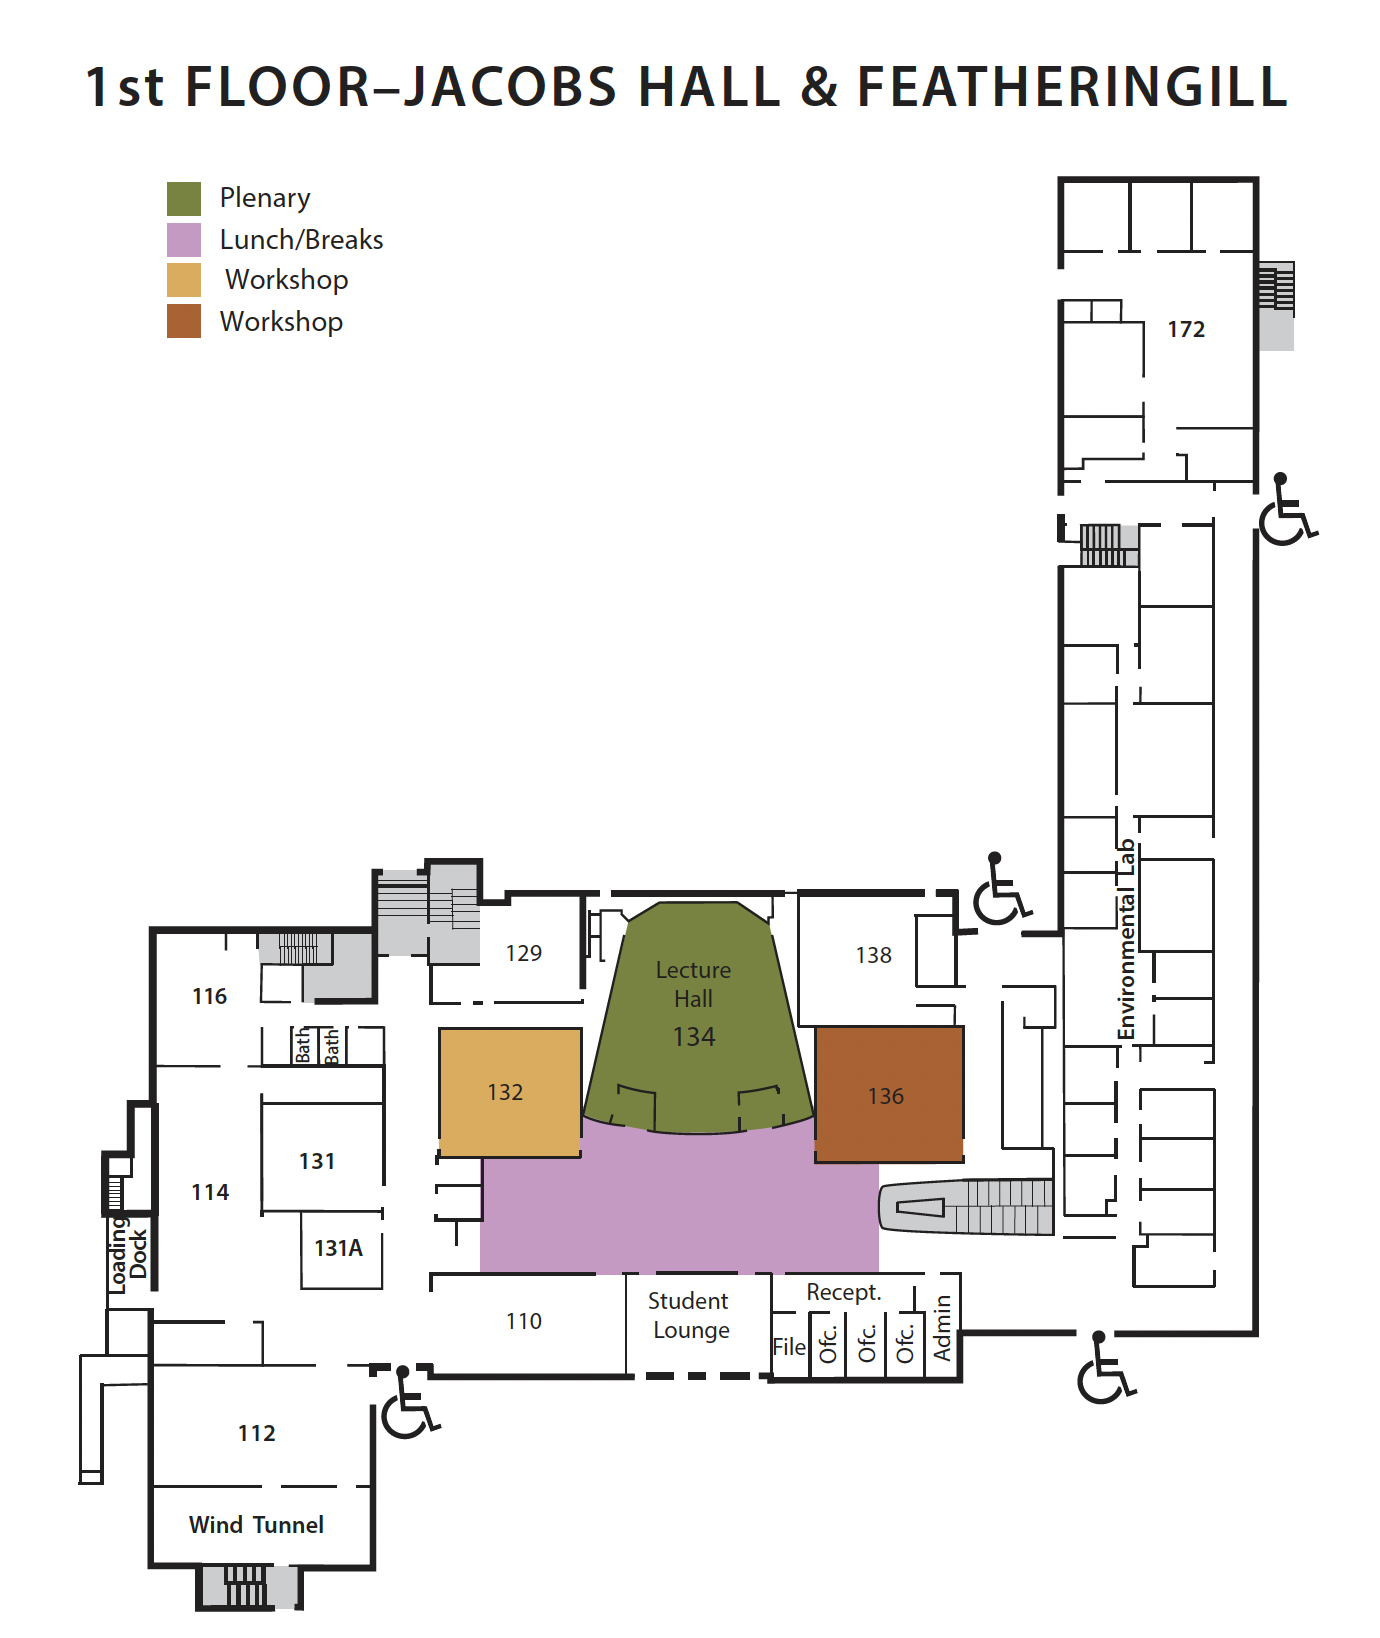 1st FLOOR–JACOBS HALL & FEATHERINGILL
Plenary
Lunch/Breaks
Workshop
Workshop
172
129
Lecture
Hall
134
138
116
Bath
Bath
132
136
Environmental Lab
131
114
131A
Loading
Dock
110
Student
Lounge
Recept.
File
Ofc.
Ofc.
Ofc.
Admin
112
Wind Tunnel